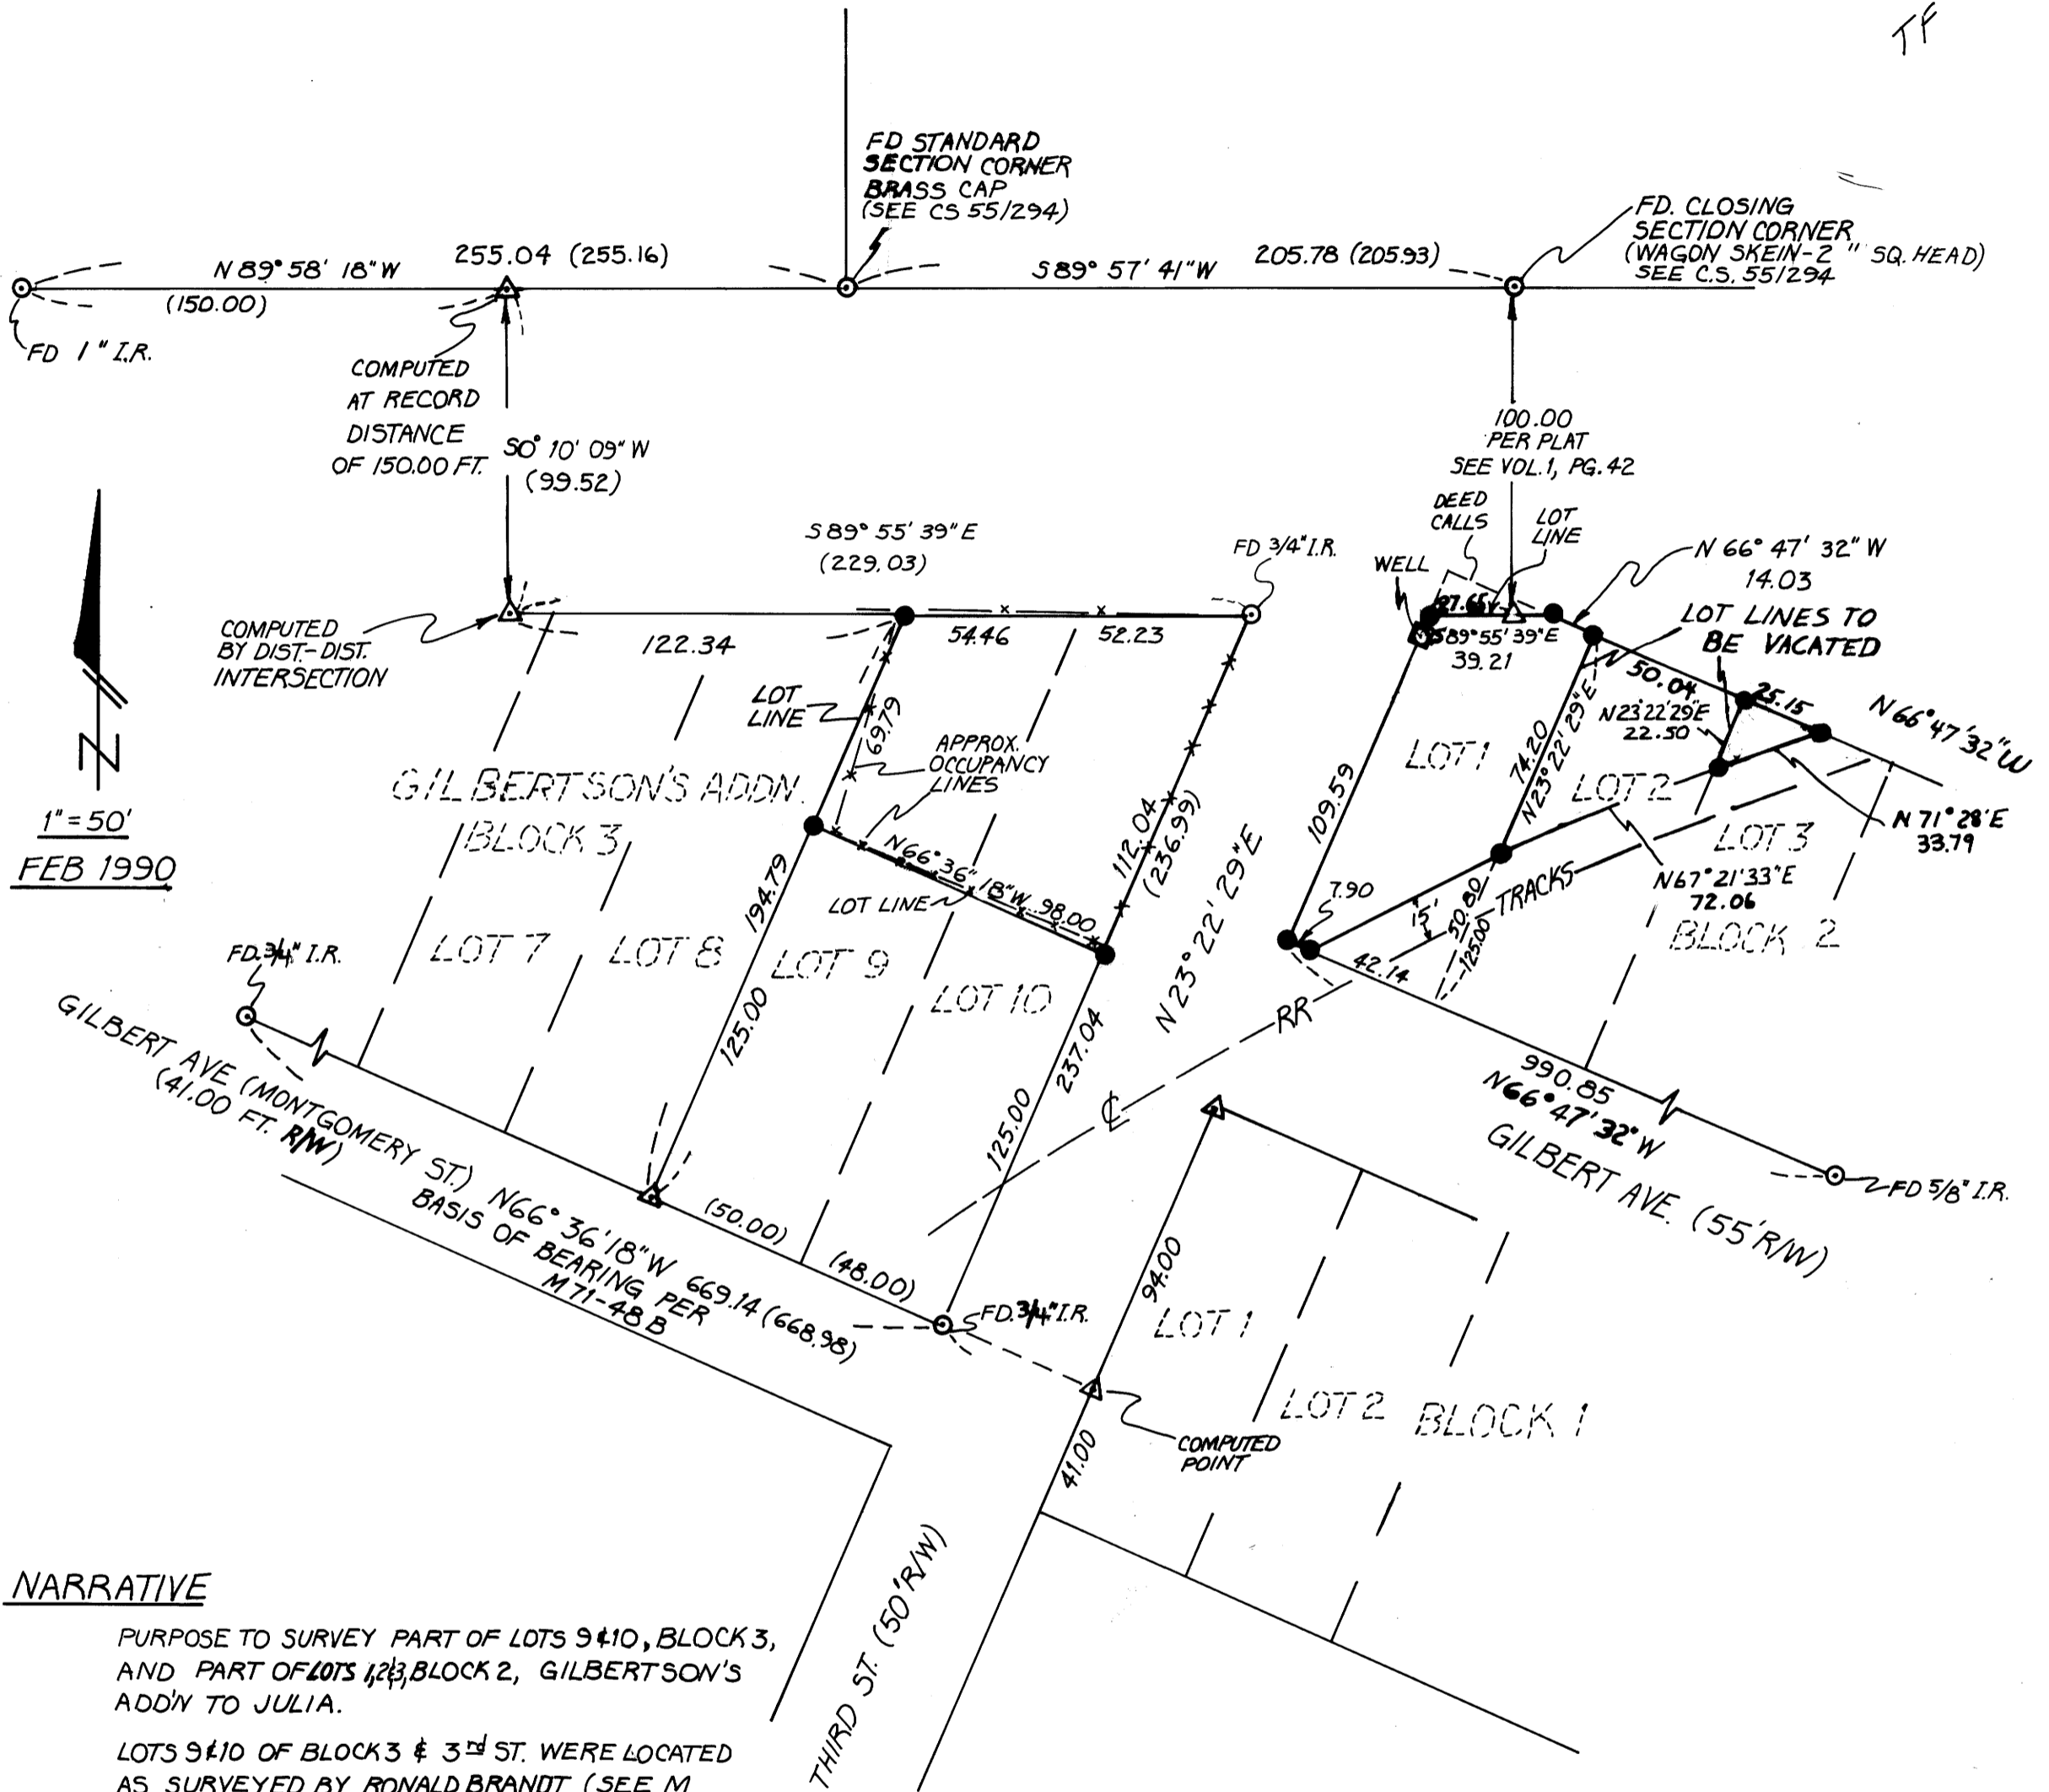 TF
FD STANDARD
SECTION CORNER
BRASS CAP
(SEE CS 55/294)
FD. CLOSING
SECTION CORNER
(WAGON SKEIN-2" SQ. HEAD)
SEE C.S. 55/294
N 89° 58' 18" W
255.04 (255.16)
S 89° 57' 41" W
205.78 (205.93)
(150.00)
FD 1" I.R.
COMPUTED
AT RECORD
DISTANCE
OF 150.00 FT.
S0° 10' 09" W
(99.52)
100.00
PER PLAT
SEE VOL. 1, PG. 42
DEED
CALLS
LOT
LINE
S 89° 55' 39" E
(229.03)
FD 3/4" I.R.
WELL
N 66° 47' 32" W
14.03
LOT LINES TO
BE VACATED
COMPUTED
BY DIST.-DIST.
INTERSECTION
122.34
54.46
52.23
27.65
S89° 55' 39" E
39.21
50.04
25.15
N 66° 47' 32" W
N23° 22' 29" E
22.50
LOT
LINE
69.79
APPROX.
OCCUPANCY
LINES
LOT 1
74.20
N23° 22' 29" E
LOT 2
LOT 3
N 71° 28' E
33.79
GILBERTSON'S ADDN.
BLOCK 3
1" = 50'
FEB 1990
N66° 36' 18" W 98.00
LOT LINE
112.04
(236.99)
N 23° 22' 29" E
109.59
7.90
15'
50.80
125.00
TRACKS
N67° 21' 33" E
72.06
BLOCK 2
42.14
194.79
125.00
LOT 7
LOT 8
LOT 9
LOT 10
FD. 3/4" I.R.
237.04
125.00
RR
℄
990.85
N66° 47' 32" W
GILBERT AVE. (55' R/W)
FD 5/8" I.R.
GILBERT AVE (MONTGOMERY ST.)
(41.00 FT. R/W)
N66° 36' 18" W 669.14 (668.98)
BASIS OF BEARING PER
M 71-48 B
(50.00)
(48.00)
FD. 3/4" I.R.
94.00
LOT 1
LOT 2
BLOCK 1
COMPUTED
POINT
41.00
THIRD ST. (50' R/W)
NARRATIVE
PURPOSE TO SURVEY PART OF LOTS 9 & 10, BLOCK 3,
AND PART OF LOTS 1,2&3, BLOCK 2, GILBERTSON'S
ADD'N TO JULIA.
LOTS 9 & 10 OF BLOCK 3 & 3rd ST. WERE LOCATED
AS SURVEYED BY RONALD BRANDT (SEE M